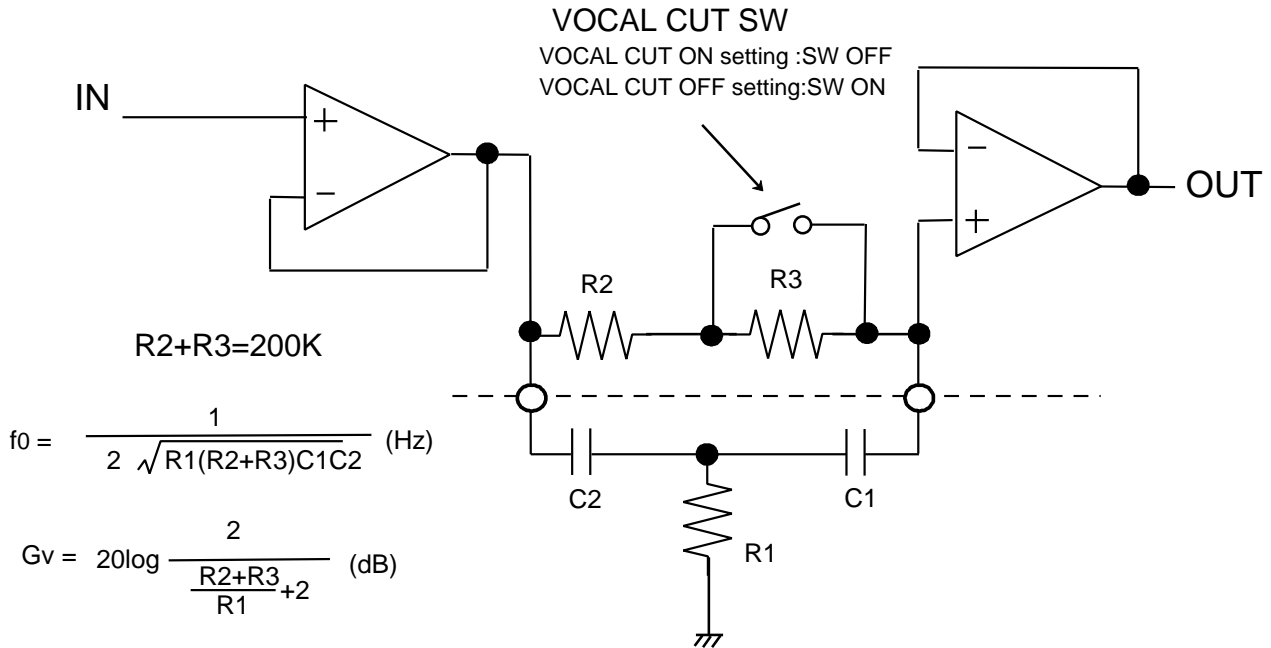 VOCAL CUT SW
VOCAL CUT ON setting :SW OFF
VOCAL CUT OFF setting:SW ON
IN
+
−
−
+
OUT
R2
R3
R2+R3=200K
f0 = 1 / 2 √R1(R2+R3)C1C2 (Hz)
C2
C1
R1
Gv = 20log 2 / R2+R3 / R1 +2 (dB)